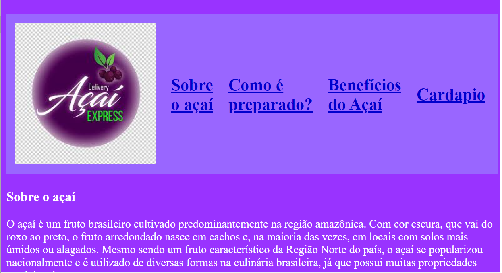 Delivery
Açaí
EXPRESS
Sobre
o açaí
Como é
preparado?
Benefícios
do Açaí
Cardapio
Sobre o açaí
O açaí é um fruto brasileiro cultivado predominantemente na região amazônica. Com cor escura, que vai do
roxo ao preto, o fruto arredondado nasce em cachos e, na maioria das vezes, em locais com solos mais
úmidos ou alagados. Mesmo sendo um fruto característico da Região Norte do país, o açaí se popularizou
nacionalmente e é utilizado de diversas formas na culinária brasileira, já que possui muitas propriedades